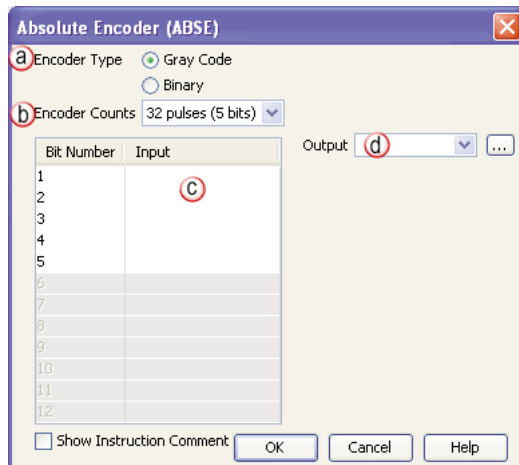 Absolute Encoder (ABSE)
a Encoder Type Gray Code
Binary
b Encoder Counts 32 pulses (5 bits)
Output d ...
Bit Number Input
c
1
2
3
4
5
6
7
8
9
10
11
12
Show Instruction Comment OK Cancel Help